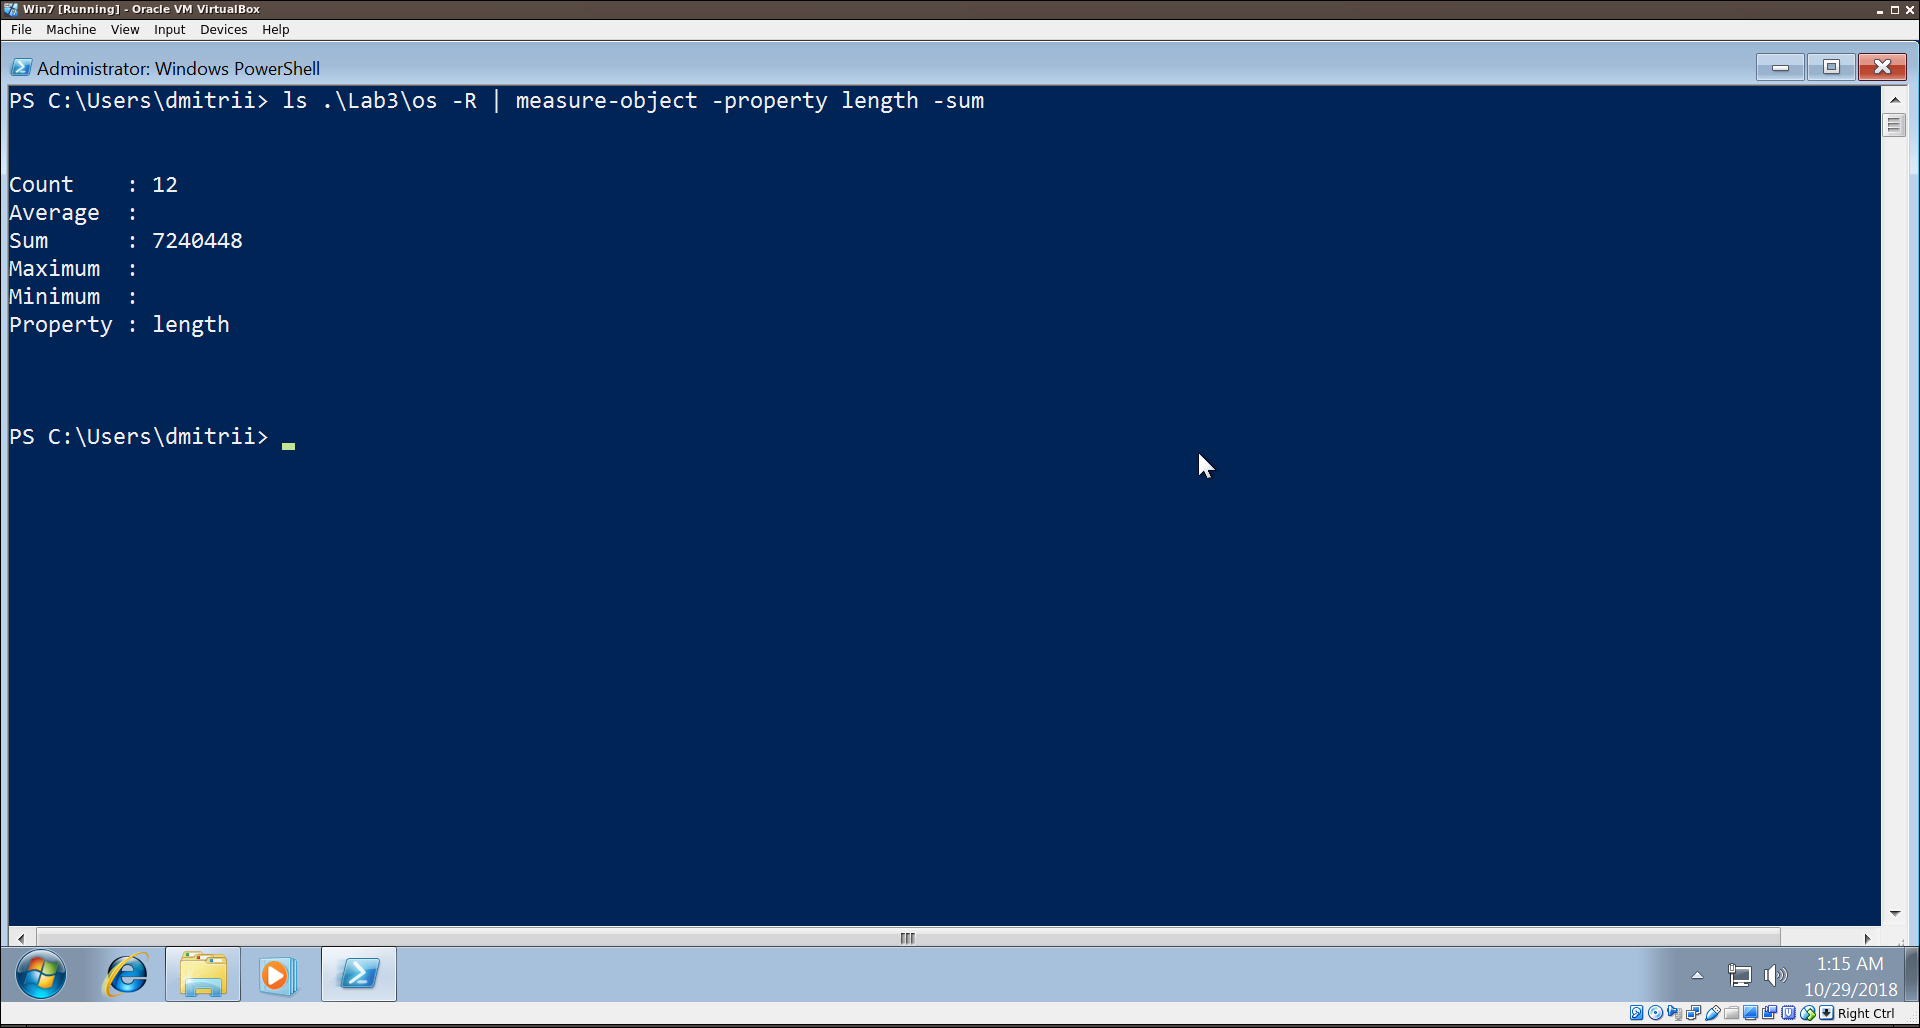 Win7 [Running] - Oracle VM VirtualBox
File Machine View Input Devices Help
Administrator: Windows PowerShell
PS C:\Users\dmitrii> ls .\Lab3\os -R | measure-object -property length -sum
Count    : 12
Average  :
Sum      : 7240448
Maximum  :
Minimum  :
Property : length
PS C:\Users\dmitrii>
1:15 AM
10/29/2018
Right Ctrl